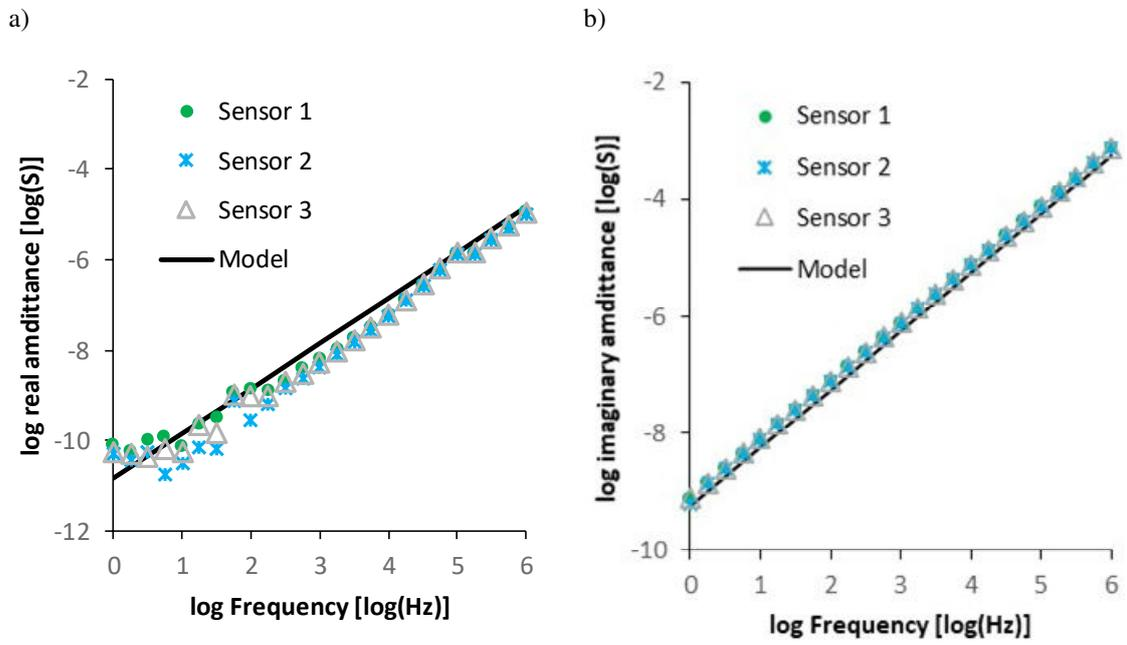 a)
-2
-4
-6
-8
-10
-12
0 1 2 3 4 5 6
log real amdittance [log(S)]
log Frequency [log(Hz)]
Sensor 1
Sensor 2
Sensor 3
Model
b)
-2
-4
-6
-8
-10
0 1 2 3 4 5 6
log imaginary amdittance [log(S)]
log Frequency [log(Hz)]
Sensor 1
Sensor 2
Sensor 3
Model